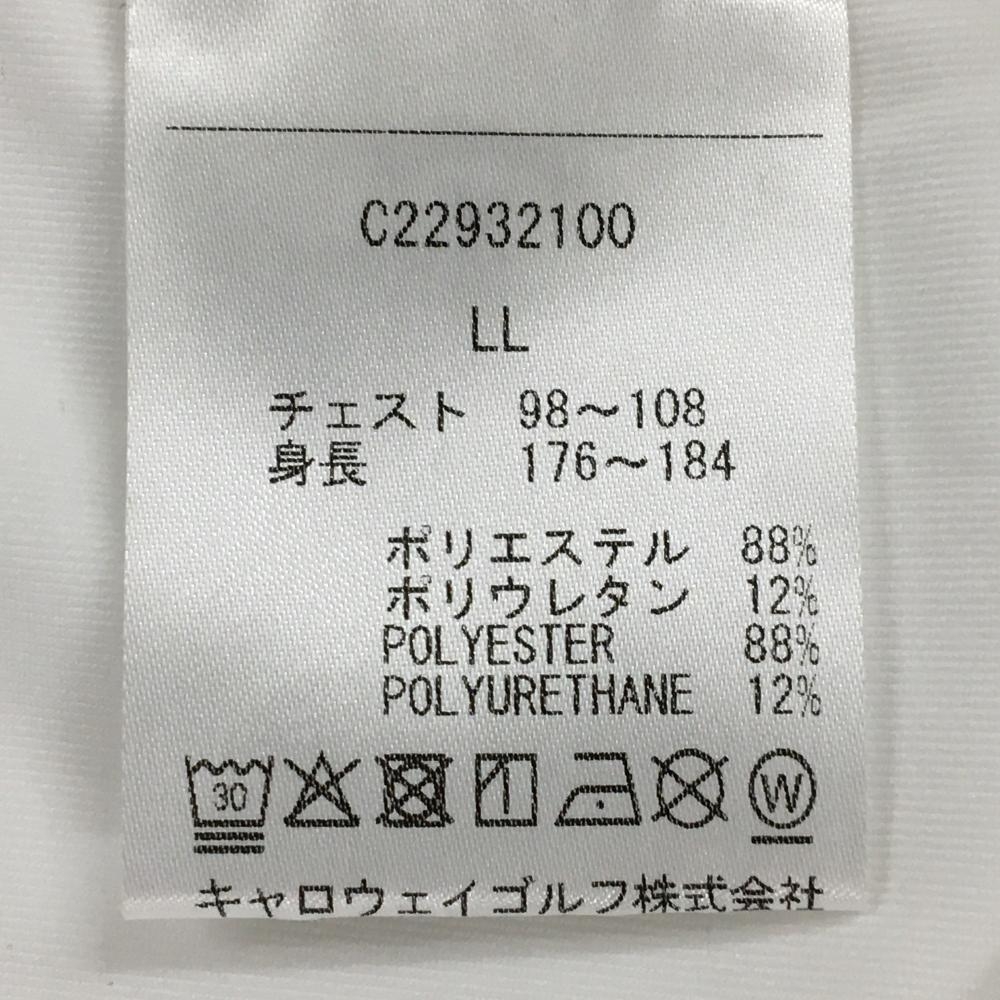 C22932100
LL
チェスト 98～108
身長 176～184
ポリエステル 88%
ポリウレタン 12%
POLYESTER 88%
POLYURETHANE 12%
30 W
キャロウェイゴルフ株式会社